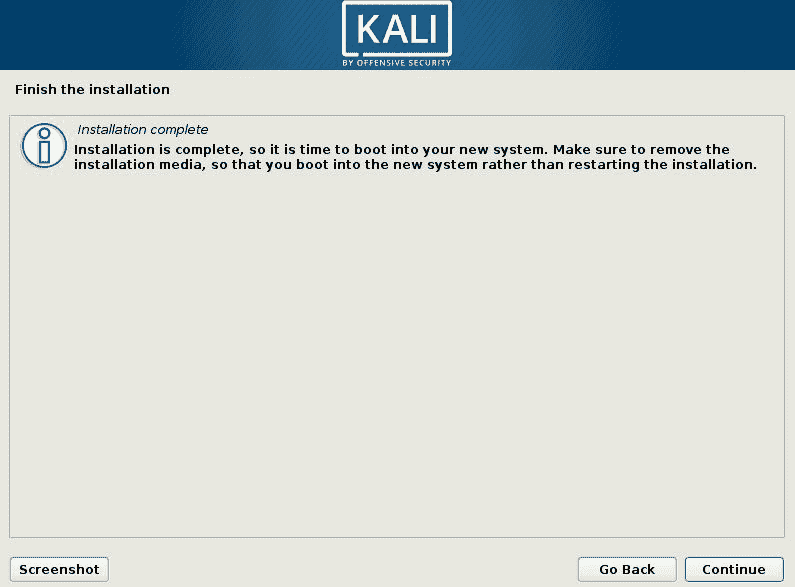 KALI
BY OFFENSIVE SECURITY
Finish the installation
Installation complete
Installation is complete, so it is time to boot into your new system. Make sure to remove the
installation media, so that you boot into the new system rather than restarting the installation.
Screenshot
Go Back
Continue